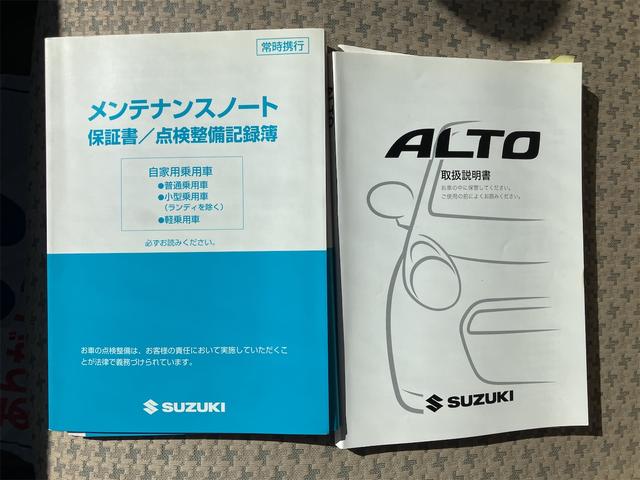 常時携行
メンテナンスノート
保証書／点検整備記録簿
自家用乗用車
●普通乗用車
●小型乗用車
（ランディを除く）
●軽乗用車
必ずお読みください。
お車の点検整備は、お客様の責任において実施していただくこ
とが法律で義務づけられています。
SUZUKI
ALTO
取扱説明書
お車の中に保管してください。
ご使用の前によくお読みください。
SUZUKI